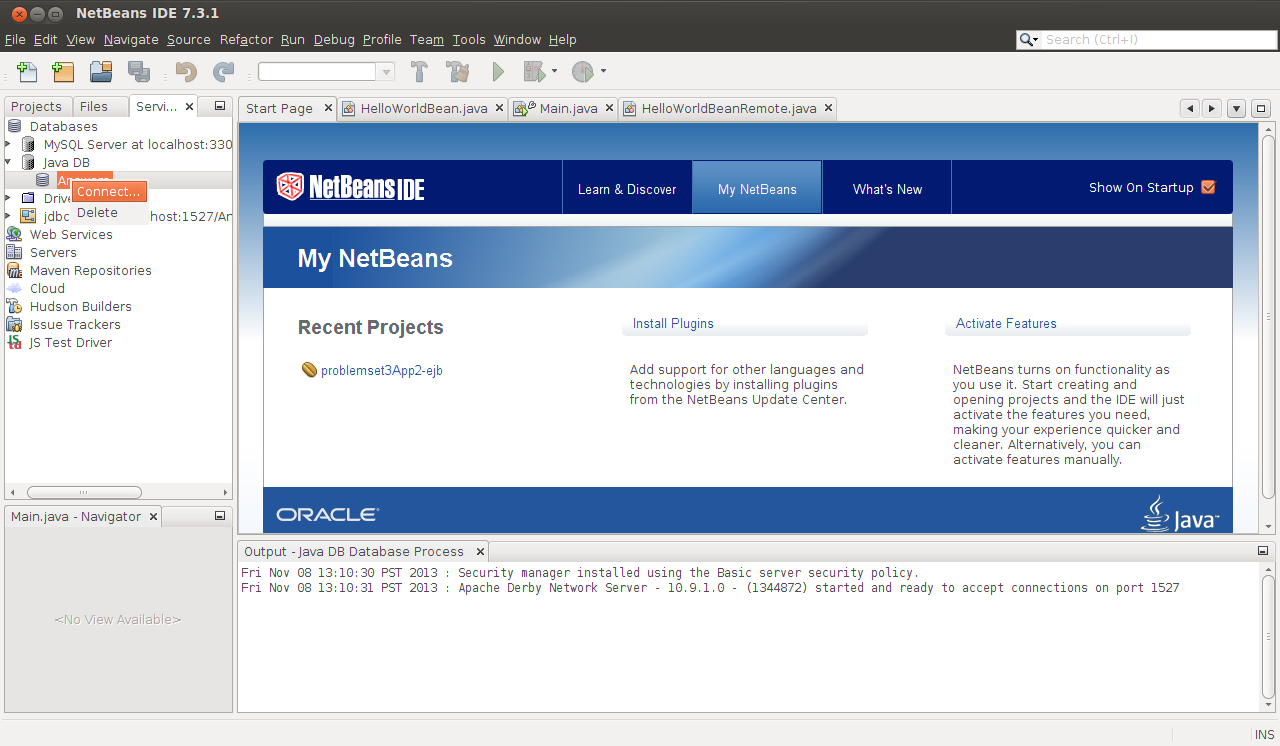 NetBeans IDE 7.3.1
File Edit View Navigate Source Refactor Run Debug Profile Team Tools Window Help
Search (Ctrl+I)
Projects Files Servi...
Start Page HelloWorldBean.java Main.java HelloWorldBeanRemote.java
Databases
MySQL Server at localhost:330
Java DB
Connect...
Delete
host:1527/An
Web Services
Servers
Maven Repositories
Cloud
Hudson Builders
Issue Trackers
JS Test Driver
NetBeans IDE
Learn & Discover
My NetBeans
What's New
Show On Startup
My NetBeans
Recent Projects
problemset3App2-ejb
Install Plugins
Add support for other languages and
technologies by installing plugins
from the NetBeans Update Center.
Activate Features
NetBeans turns on functionality as
you use it. Start creating and
opening projects and the IDE will just
activate the features you need,
making your experience quicker and
cleaner. Alternatively, you can
activate features manually.
ORACLE
Java
Main.java - Navigator
<No View Available>
Output - Java DB Database Process
Fri Nov 08 13:10:30 PST 2013 : Security manager installed using the Basic server security policy.
Fri Nov 08 13:10:31 PST 2013 : Apache Derby Network Server - 10.9.1.0 - (1344872) started and ready to accept connections on port 1527
INS